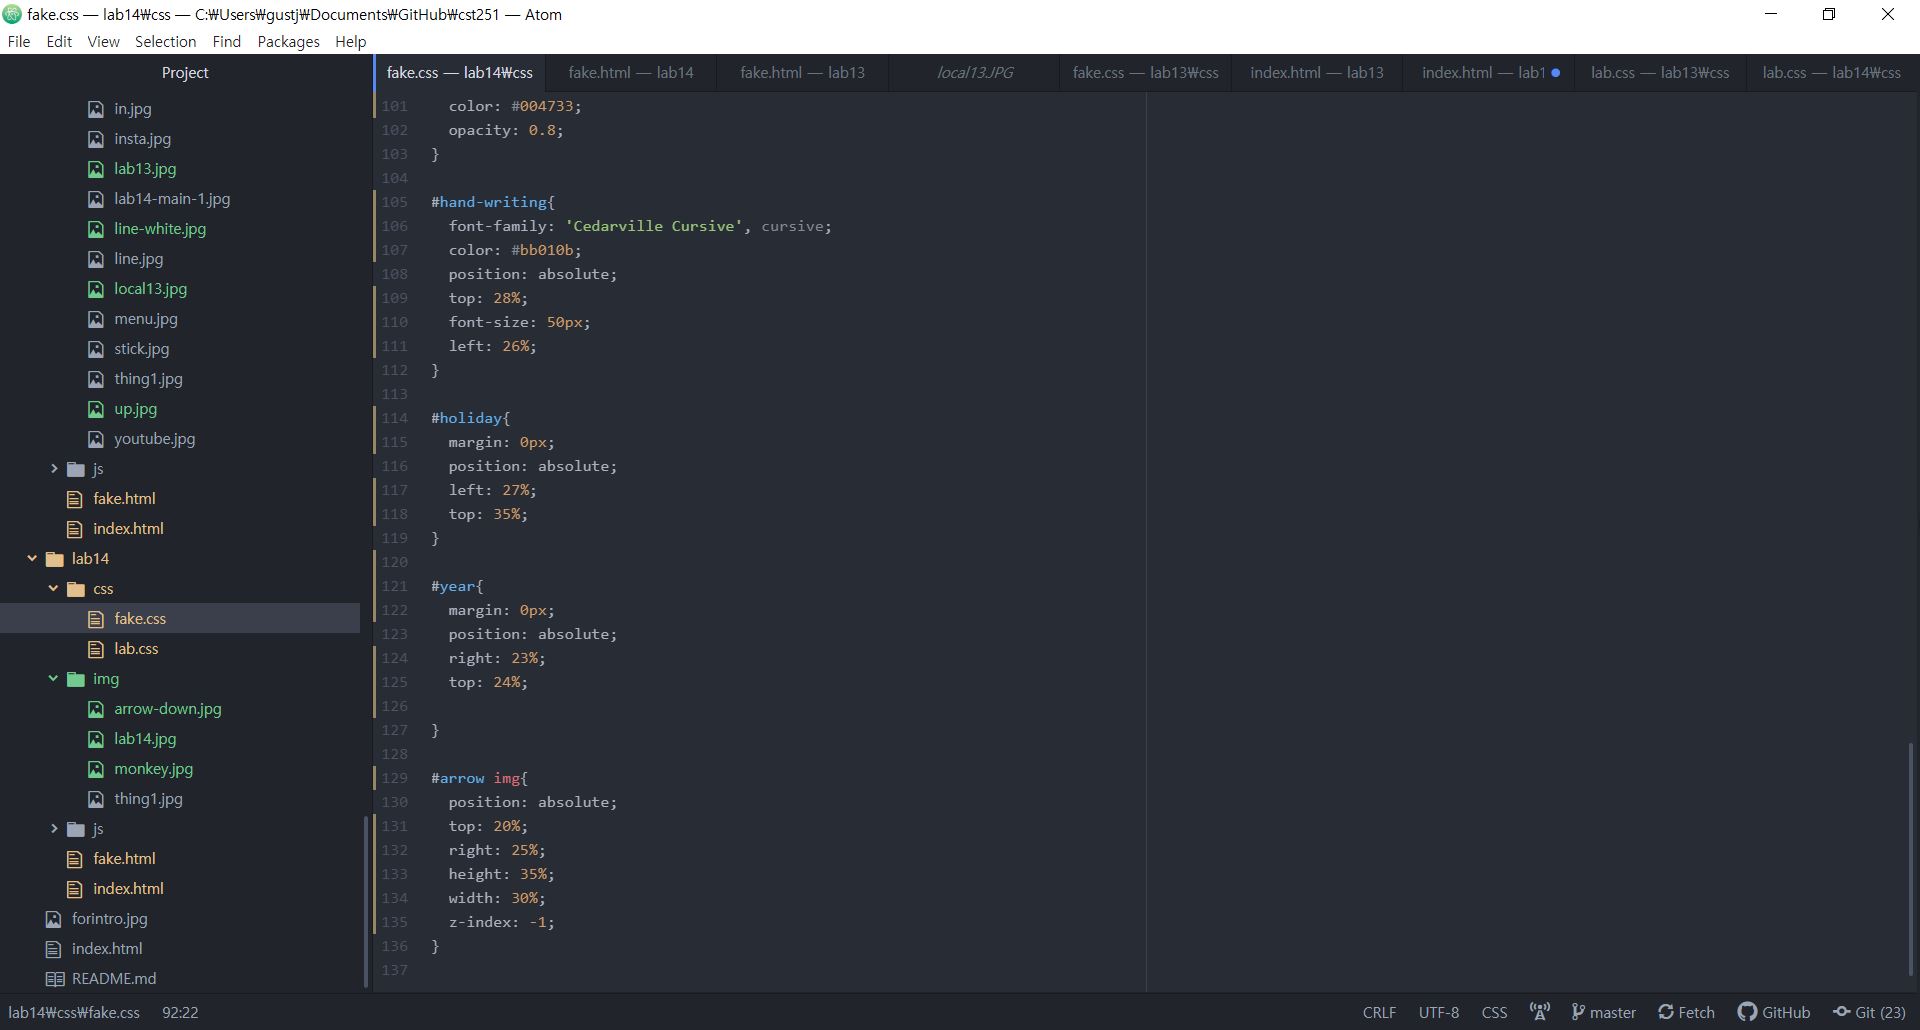 fake.css — lab14₩css — C:₩Users₩gustj₩Documents₩GitHub₩cst251 — Atom
File Edit View Selection Find Packages Help
Project
in.jpg
insta.jpg
lab13.jpg
lab14-main-1.jpg
line-white.jpg
line.jpg
local13.jpg
menu.jpg
stick.jpg
thing1.jpg
up.jpg
youtube.jpg
js
fake.html
index.html
lab14
css
fake.css
lab.css
img
arrow-down.jpg
lab14.jpg
monkey.jpg
thing1.jpg
js
fake.html
index.html
forintro.jpg
index.html
README.md
fake.css — lab14₩css fake.html — lab14 fake.html — lab13 local13.JPG fake.css — lab13₩css index.html — lab13 index.html — lab1 lab.css — lab13₩css lab.css — lab14₩css
101 color: #004733;
102 opacity: 0.8;
103 }
104
105 #hand-writing{
106 font-family: 'Cedarville Cursive', cursive;
107 color: #bb010b;
108 position: absolute;
109 top: 28%;
110 font-size: 50px;
111 left: 26%;
112 }
113
114 #holiday{
115 margin: 0px;
116 position: absolute;
117 left: 27%;
118 top: 35%;
119 }
120
121 #year{
122 margin: 0px;
123 position: absolute;
124 right: 23%;
125 top: 24%;
126
127 }
128
129 #arrow img{
130 position: absolute;
131 top: 20%;
132 right: 25%;
133 height: 35%;
134 width: 30%;
135 z-index: -1;
136 }
137
lab14₩css₩fake.css 92:22 CRLF UTF-8 CSS master Fetch GitHub Git (23)